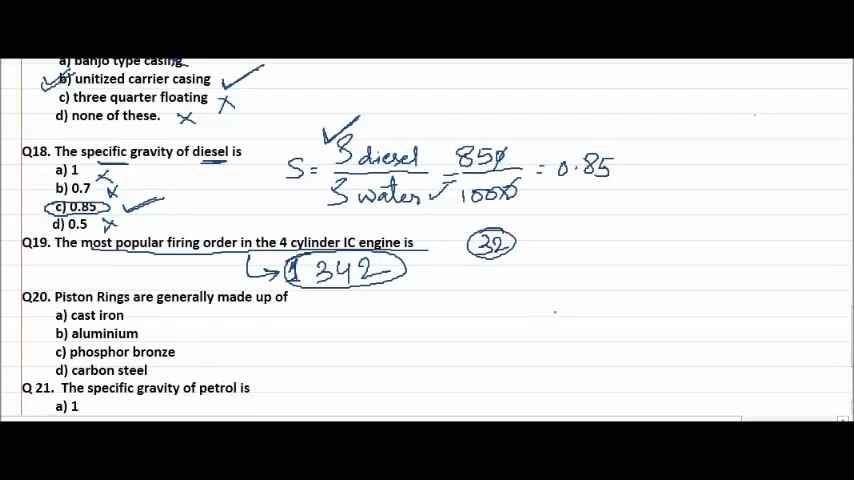 a) banjo type casing
b) unitized carrier casing
c) three quarter floating
d) none of these.
Q18. The specific gravity of diesel is
a) 1
b) 0.7
c) 0.85
d) 0.5
S = ρ diesel / ρ water = 850 / 1000 = 0.85
Q19. The most popular firing order in the 4 cylinder IC engine is
32
1342
Q20. Piston Rings are generally made up of
a) cast iron
b) aluminium
c) phosphor bronze
d) carbon steel
Q 21. The specific gravity of petrol is
a) 1